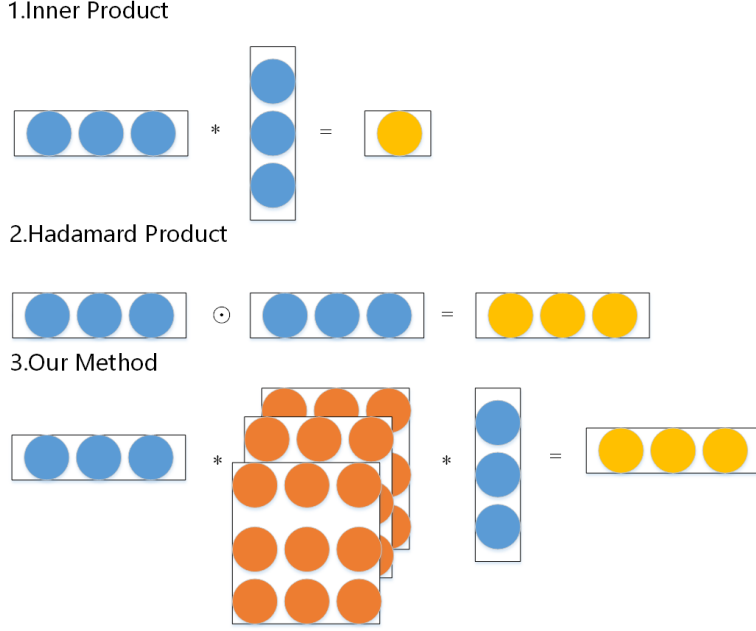 1.Inner Product
* =
2.Hadamard Product
⊙ =
3.Our Method
* * =